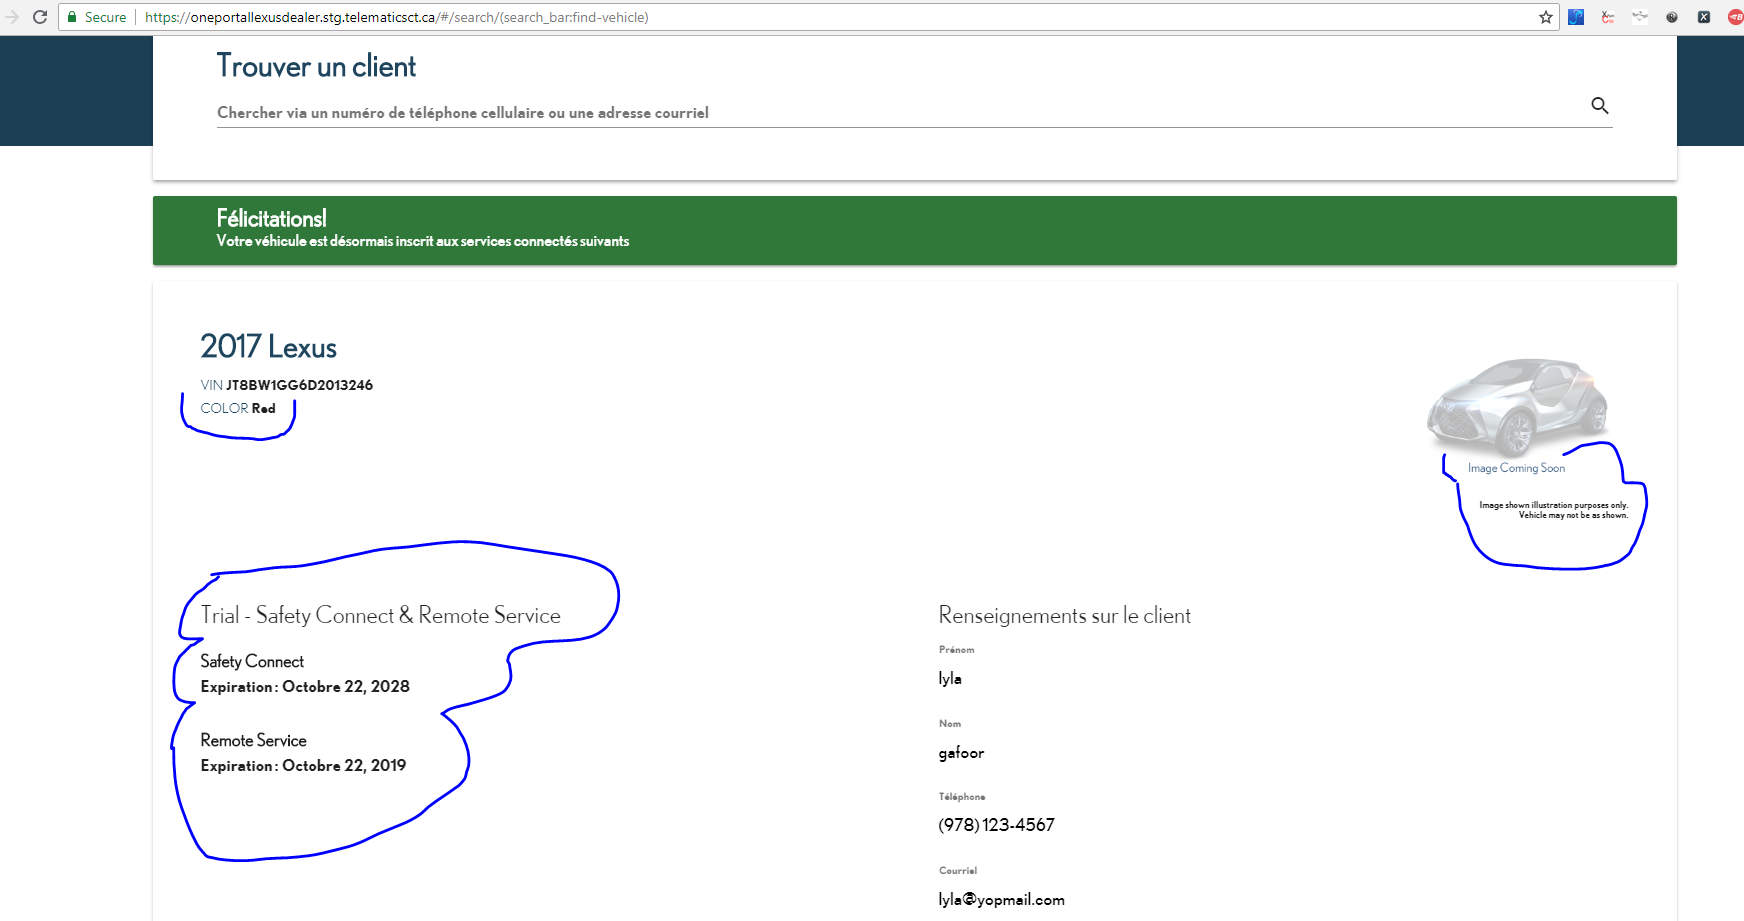 Secure
https://oneportallexusdealer.stg.telematicsct.ca/#/search/(search_bar:find-vehicle)
Trouver un client
Chercher via un numéro de téléphone cellulaire ou une adresse courriel
Félicitations!
Votre véhicule est désormais inscrit aux services connectés suivants
2017 Lexus
VIN JT8BW1GG6D2013246
COLOR Red
Image Coming Soon
Image shown illustration purposes only.
Vehicle may not be as shown.
Trial - Safety Connect & Remote Service
Safety Connect
Expiration : Octobre 22, 2028
Remote Service
Expiration : Octobre 22, 2019
Renseignements sur le client
Prénom
lyla
Nom
gafoor
Téléphone
(978) 123-4567
Courriel
lyla@yopmail.com